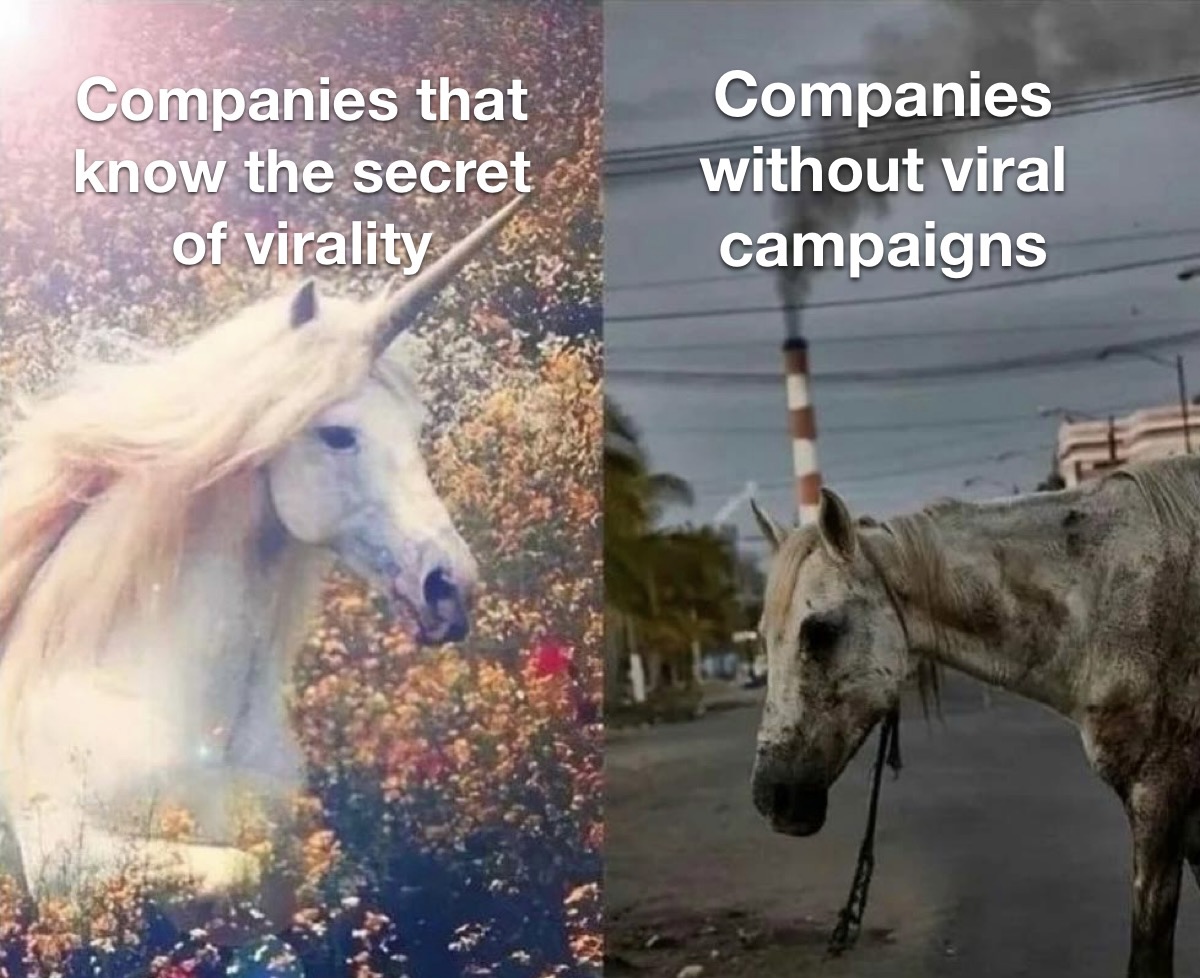 Companies that
know the secret
of virality
Companies
without viral
campaigns